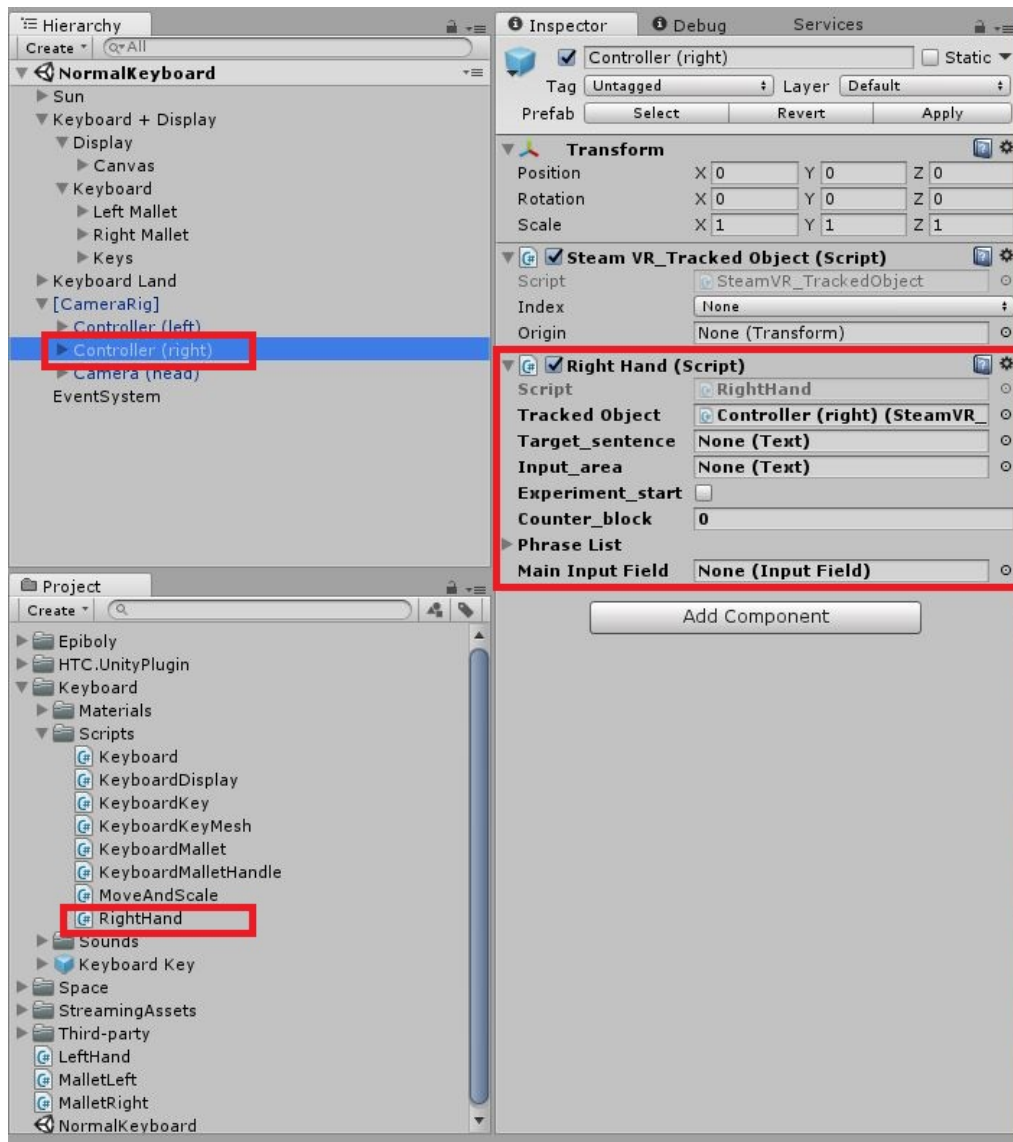 Hierarchy
Create All
NormalKeyboard
Sun
Keyboard + Display
Display
Canvas
Keyboard
Left Mallet
Right Mallet
Keys
Keyboard Land
[CameraRig]
Controller (left)
Controller (right)
Camera (head)
EventSystem
Project
Create
Epiboly
HTC.UnityPlugin
Keyboard
Materials
Scripts
Keyboard
KeyboardDisplay
KeyboardKey
KeyboardKeyMesh
KeyboardMallet
KeyboardMalletHandle
MoveAndScale
RightHand
Sounds
Keyboard Key
Space
StreamingAssets
Third-party
LeftHand
MalletLeft
MalletRight
NormalKeyboard
Inspector Debug Services
Controller (right) Static
Tag Untagged Layer Default
Prefab Select Revert Apply
Transform
Position X 0 Y 0 Z 0
Rotation X 0 Y 0 Z 0
Scale X 1 Y 1 Z 1
Steam VR_Tracked Object (Script)
Script SteamVR_TrackedObject
Index None
Origin None (Transform)
Right Hand (Script)
Script RightHand
Tracked Object Controller (right) (SteamVR_
Target_sentence None (Text)
Input_area None (Text)
Experiment_start
Counter_block 0
Phrase List
Main Input Field None (Input Field)
Add Component